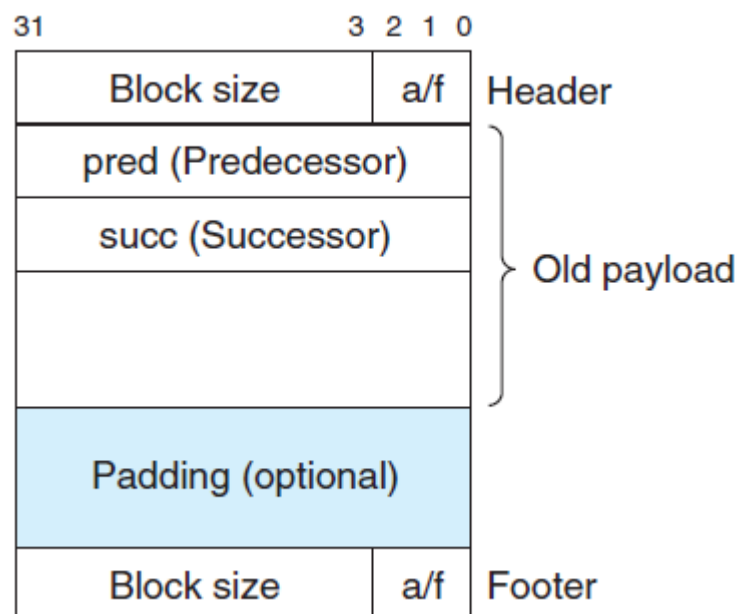 31 3 2 1 0
Block size a/f Header
pred (Predecessor)
succ (Successor)
Old payload
Padding (optional)
Block size a/f Footer